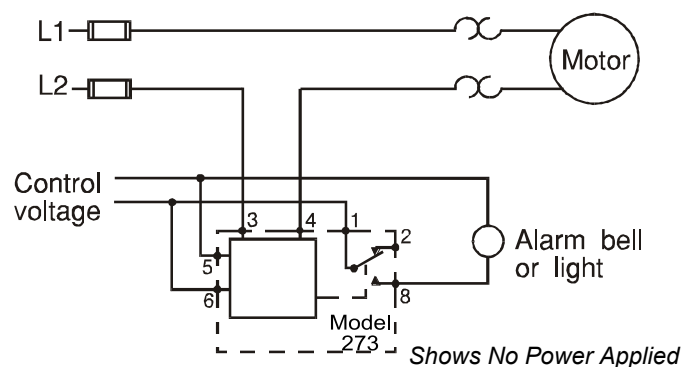 L1
Motor
L2
Control
voltage
3
4
1
2
Alarm bell
or light
5
6
8
Model
273
Shows No Power Applied